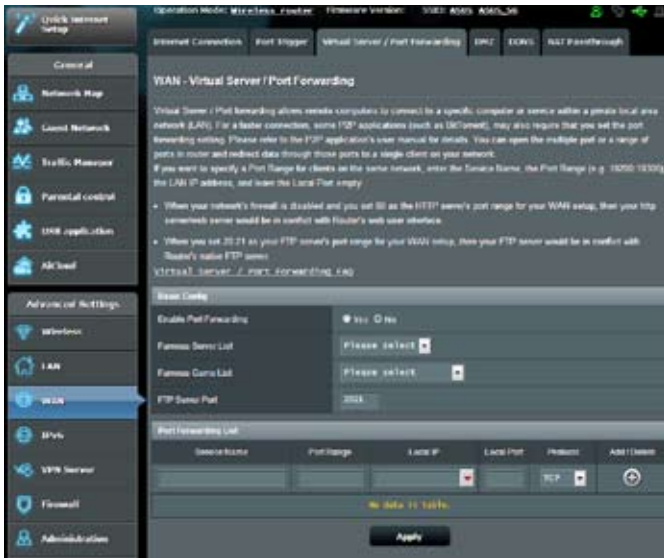 Operation Mode: Wireless router Firmware Version: SSID: ASUS ASUS_5G
Quick Internet Setup
General
Network Map
Guest Network
Traffic Manager
Parental control
USB application
AiCloud
Advanced Settings
Wireless
LAN
WAN
IPv6
VPN Server
Firewall
Administration
Internet Connection Port Trigger Virtual Server / Port Forwarding DMZ DDNS NAT Passthrough
WAN - Virtual Server / Port Forwarding
Virtual Server / Port forwarding allows remote computers to connect to a specific computer or service within a private local area
network (LAN). For a faster connection, some P2P applications (such as BitTorrent), may also require that you set the port
forwarding setting. Please refer to the P2P application's user manual for details. You can open the multiple port or a range of
ports in router and redirect data through those ports to a single client on your network.
If you want to specify a Port Range for clients on the same network, enter the Service Name, the Port Range (e.g. 10200:10300),
the LAN IP address, and leave the Local Port empty.
• When your network's firewall is disabled and you set 80 as the HTTP server's port range for your WAN setup, then your http
server/web server would be in conflict with Router's web user interface.
• When you set 20:21 as your FTP server's port range for your WAN setup, then your FTP server would be in conflict with
Router's native FTP server.
Virtual Server / Port Forwarding FAQ
Basic Config
Enable Port Forwarding Yes No
Famous Server List Please select
Famous Game List Please select
FTP Server Port 2021
Port Forwarding List
Service Name Port Range Local IP Local Port Protocol Add / Delete
TCP
No data in table.
Apply